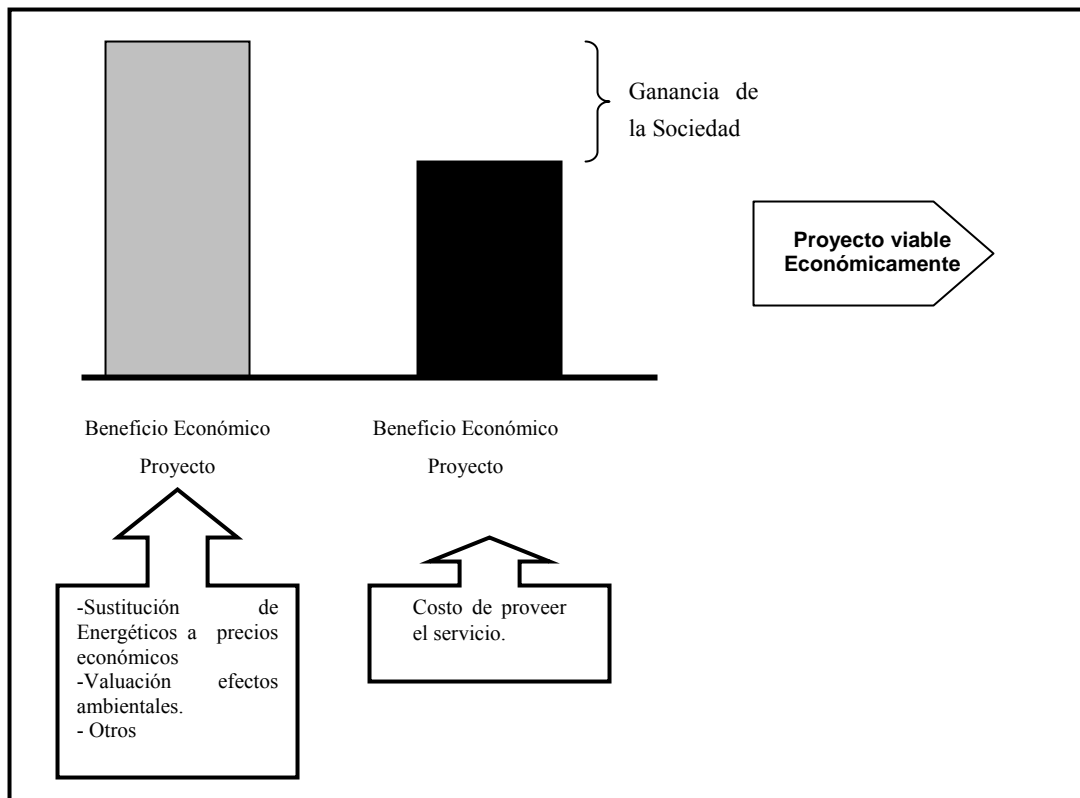 Ganancia de
la Sociedad
Proyecto viable
Económicamente
Beneficio Económico
Proyecto
Beneficio Económico
Proyecto
-Sustitución de
Energéticos a precios
económicos
-Valuación efectos
ambientales.
- Otros
Costo de proveer
el servicio.